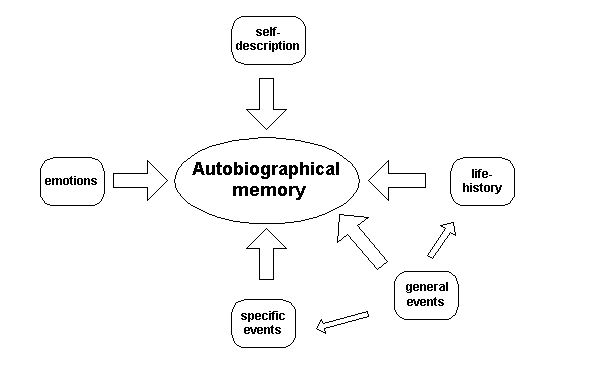 self-
description
Autobiographical
memory
emotions
life-
history
general
events
specific
events